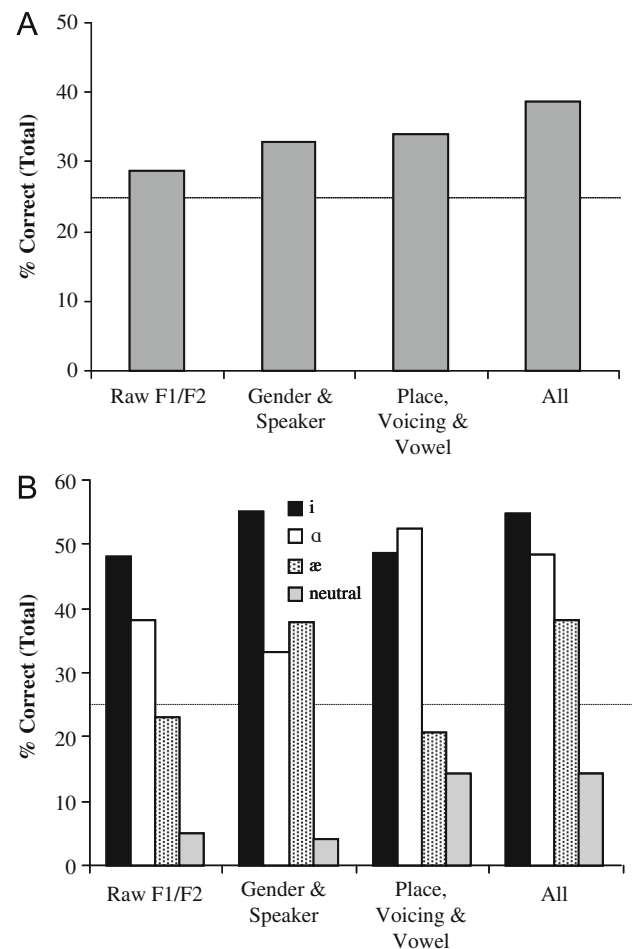 A
50
40
30
20
10
0
% Correct (Total)
Raw F1/F2
Gender &
Speaker
Place,
Voicing &
Vowel
All
B
60
50
40
30
20
10
0
% Correct (Total)
i
ɑ
æ
neutral
Raw F1/F2
Gender &
Speaker
Place,
Voicing &
Vowel
All